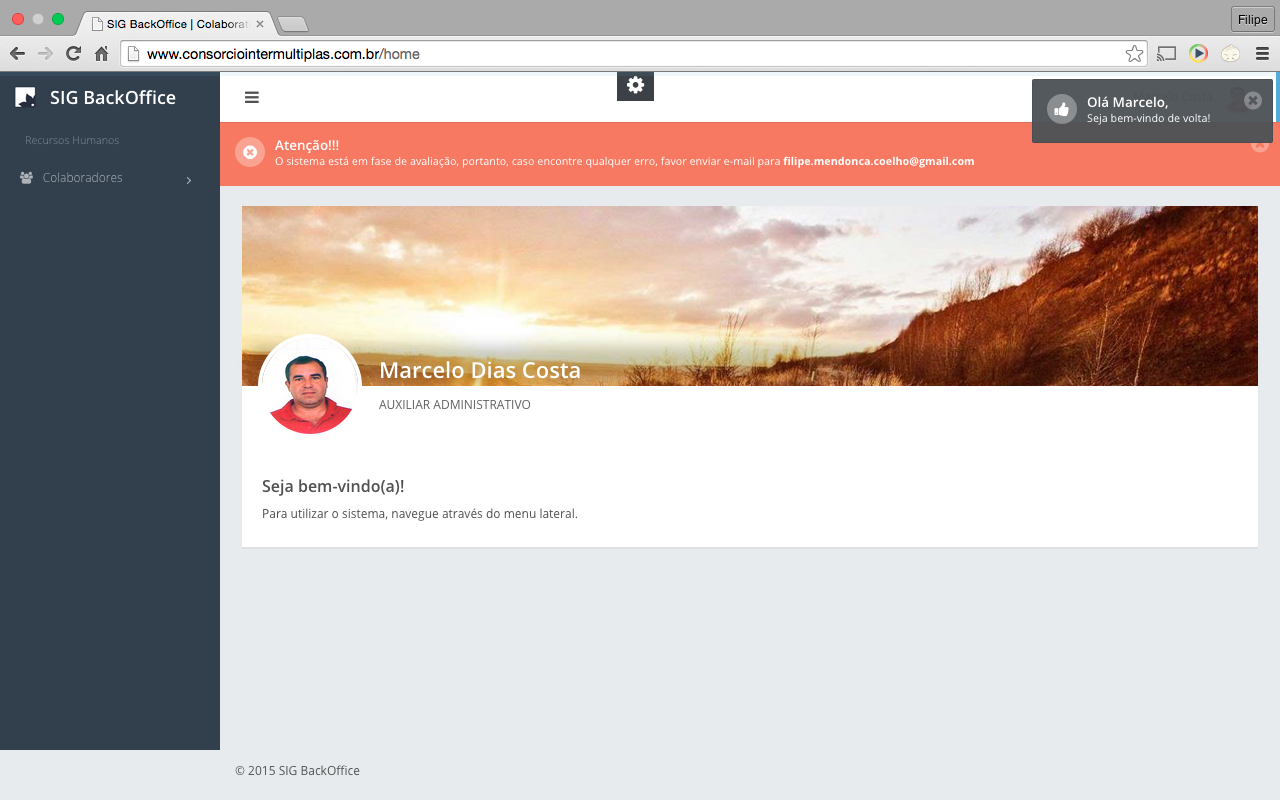 SIG BackOffice | Colaborat
Filipe
www.consorciointermultiplas.com.br/home
SIG BackOffice
Olá Marcelo,
Seja bem-vindo de volta!
Recursos Humanos
Colaboradores
Atenção!!!
O sistema está em fase de avaliação, portanto, caso encontre qualquer erro, favor enviar e-mail para filipe.mendonca.coelho@gmail.com
Marcelo Dias Costa
AUXILIAR ADMINISTRATIVO
Seja bem-vindo(a)!
Para utilizar o sistema, navegue através do menu lateral.
© 2015 SIG BackOffice